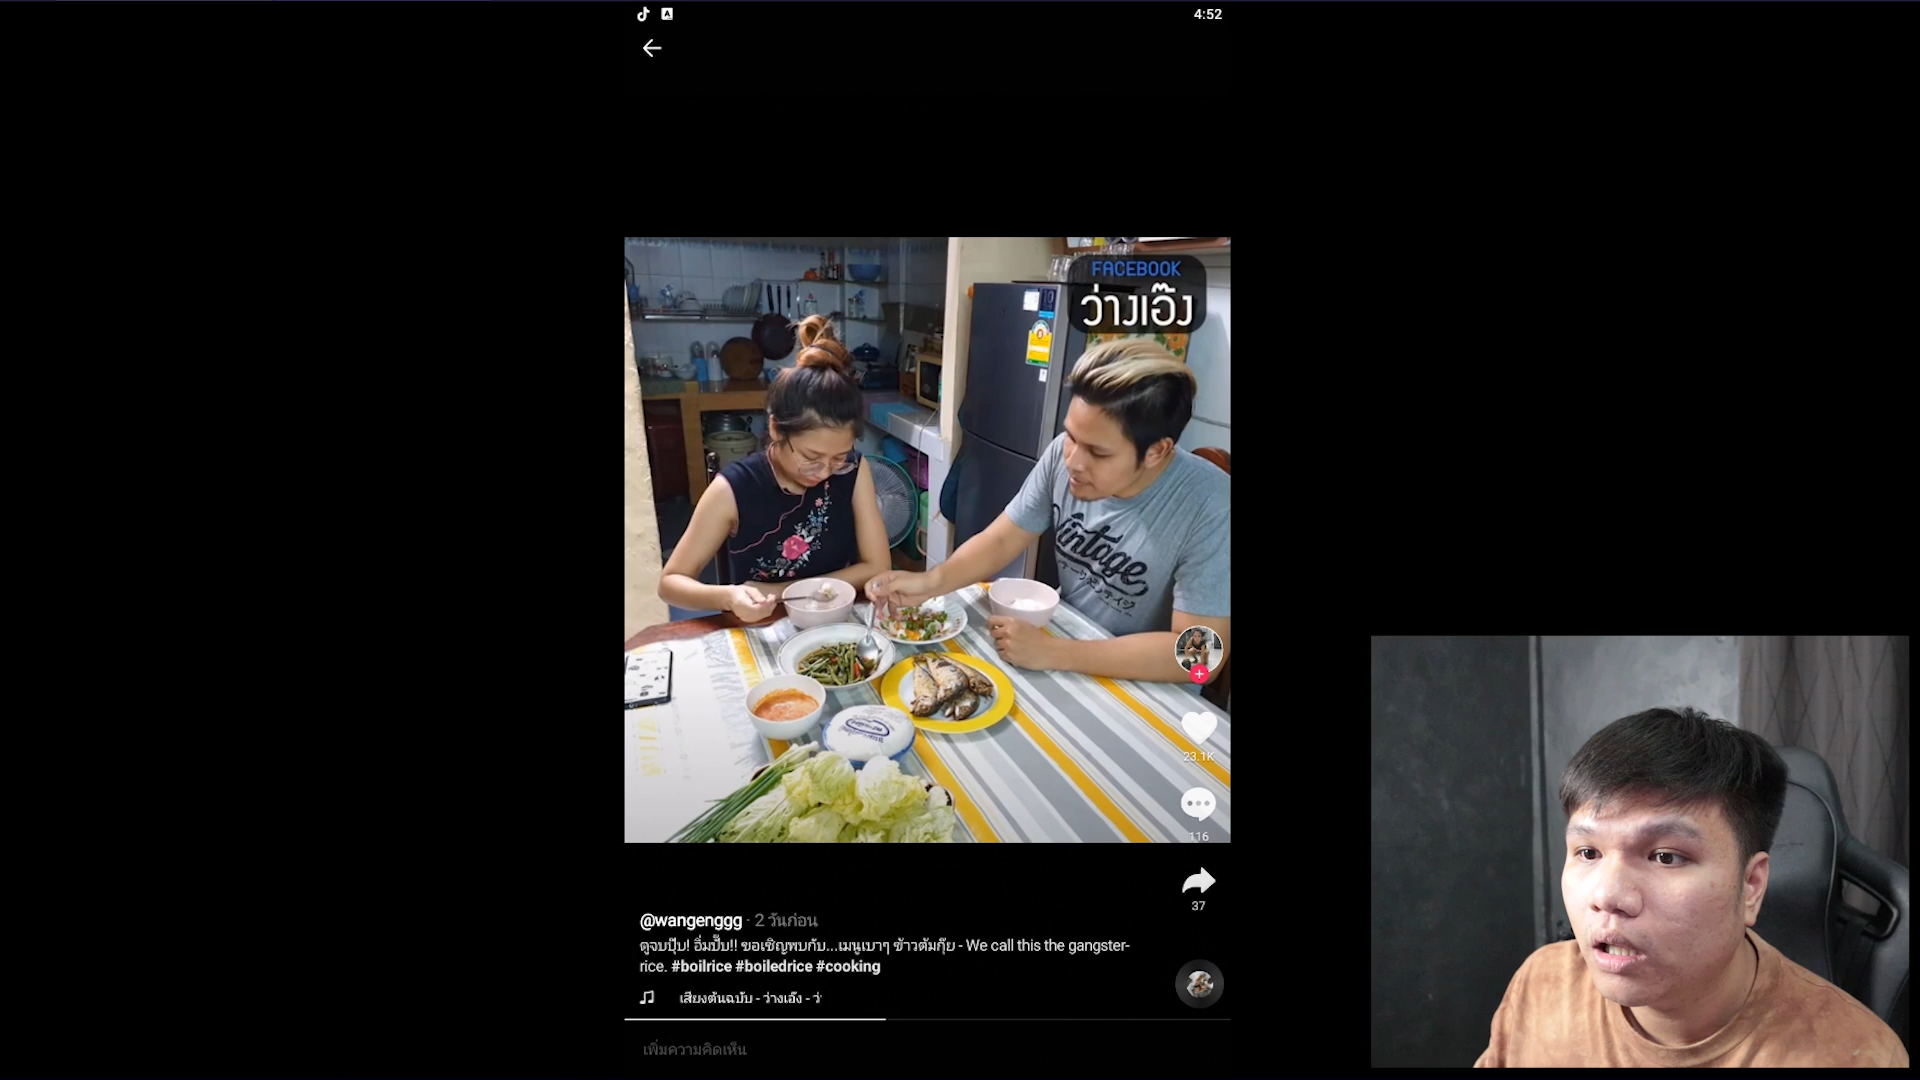 4:52
FACEBOOK
ว่างเอ๊ง
Vintage
23.1K
116
37
@wangenggg · 2 วันก่อน
ดูจบปุ๊บ! อิ่มปั๊บ!! ขอเชิญพบกับ...เมนูเบาๆ ข้าวต้มกุ๊ย - We call this the gangster-
rice. #boilrice #boiledrice #cooking
เสียงต้นฉบับ - ว่างเอ๊ง - ว่
เพิ่มความคิดเห็น